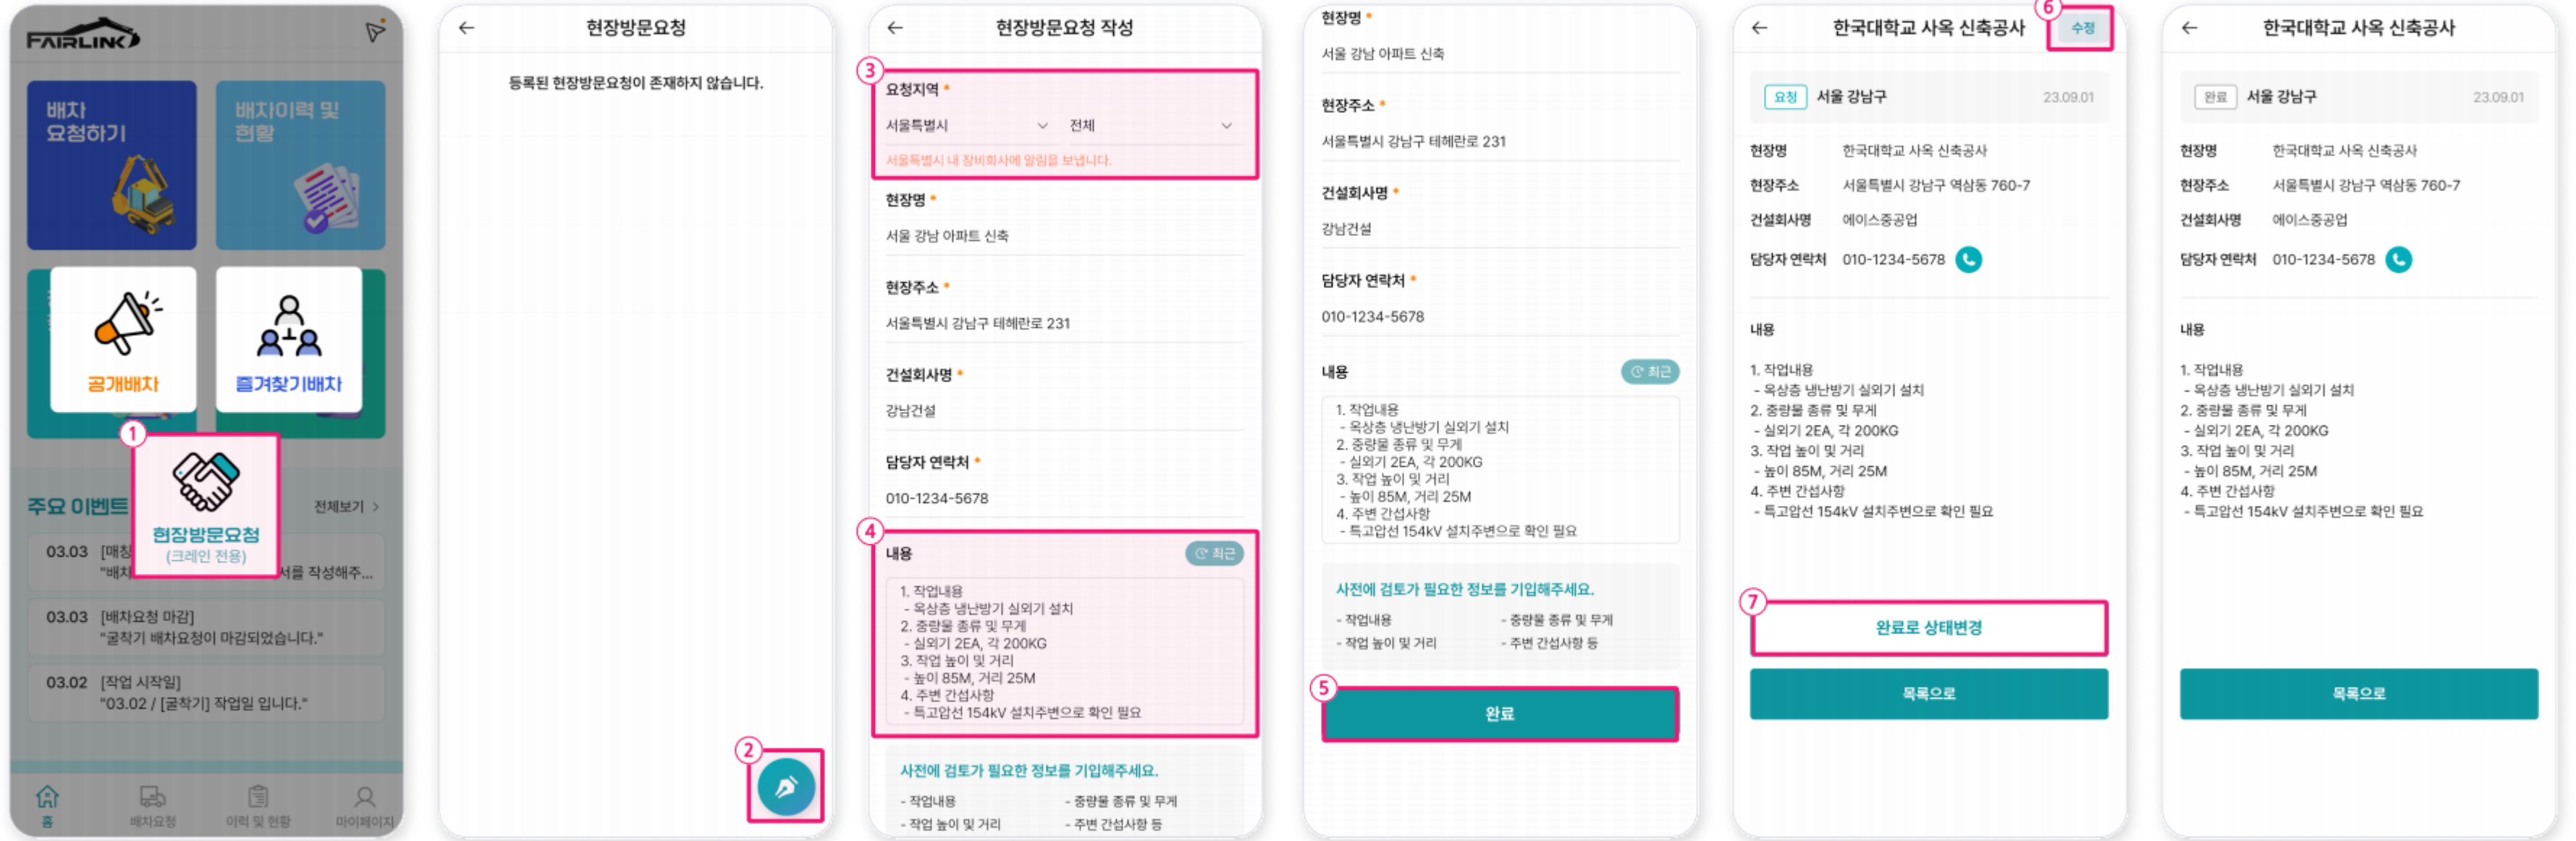 FAIRLINK
배차
요청하기
배차이력 및
현황
공개배차
즐겨찾기배차
①
현장방문요청
(크레인 전용)
주요 이벤트
전체보기 >
03.03 [매칭
"배차 서를 작성해주...
03.03 [배차요청 마감]
"굴착기 배차요청이 마감되었습니다."
03.02 [작업 시작일]
"03.02 / [굴착기] 작업일 입니다."
홈
배차요청
이력 및 현황
마이페이지
현장방문요청
등록된 현장방문요청이 존재하지 않습니다.
②
현장방문요청 작성
③
요청지역 *
서울특별시 전체
서울특별시 내 장비회사에 알림을 보냅니다.
현장명 *
서울 강남 아파트 신축
현장주소 *
서울특별시 강남구 테헤란로 231
건설회사명 *
강남건설
담당자 연락처 *
010-1234-5678
④
내용 최근
1. 작업내용
- 옥상층 냉난방기 실외기 설치
2. 중량물 종류 및 무게
- 실외기 2EA, 각 200KG
3. 작업 높이 및 거리
- 높이 85M, 거리 25M
4. 주변 간섭사항
- 특고압선 154kV 설치주변으로 확인 필요
사전에 검토가 필요한 정보를 기입해주세요.
- 작업내용 - 중량물 종류 및 무게
- 작업 높이 및 거리 - 주변 간섭사항 등
현장명 *
서울 강남 아파트 신축
현장주소 *
서울특별시 강남구 테헤란로 231
건설회사명 *
강남건설
담당자 연락처 *
010-1234-5678
내용 최근
1. 작업내용
- 옥상층 냉난방기 실외기 설치
2. 중량물 종류 및 무게
- 실외기 2EA, 각 200KG
3. 작업 높이 및 거리
- 높이 85M, 거리 25M
4. 주변 간섭사항
- 특고압선 154kV 설치주변으로 확인 필요
사전에 검토가 필요한 정보를 기입해주세요.
- 작업내용 - 중량물 종류 및 무게
- 작업 높이 및 거리 - 주변 간섭사항 등
⑤
완료
⑥
한국대학교 사옥 신축공사 수정
요청 서울 강남구 23.09.01
현장명 한국대학교 사옥 신축공사
현장주소 서울특별시 강남구 역삼동 760-7
건설회사명 에이스중공업
담당자 연락처 010-1234-5678
내용
1. 작업내용
- 옥상층 냉난방기 실외기 설치
2. 중량물 종류 및 무게
- 실외기 2EA, 각 200KG
3. 작업 높이 및 거리
- 높이 85M, 거리 25M
4. 주변 간섭사항
- 특고압선 154kV 설치주변으로 확인 필요
⑦
완료로 상태변경
목록으로
한국대학교 사옥 신축공사
완료 서울 강남구 23.09.01
현장명 한국대학교 사옥 신축공사
현장주소 서울특별시 강남구 역삼동 760-7
건설회사명 에이스중공업
담당자 연락처 010-1234-5678
내용
1. 작업내용
- 옥상층 냉난방기 실외기 설치
2. 중량물 종류 및 무게
- 실외기 2EA, 각 200KG
3. 작업 높이 및 거리
- 높이 85M, 거리 25M
4. 주변 간섭사항
- 특고압선 154kV 설치주변으로 확인 필요
목록으로